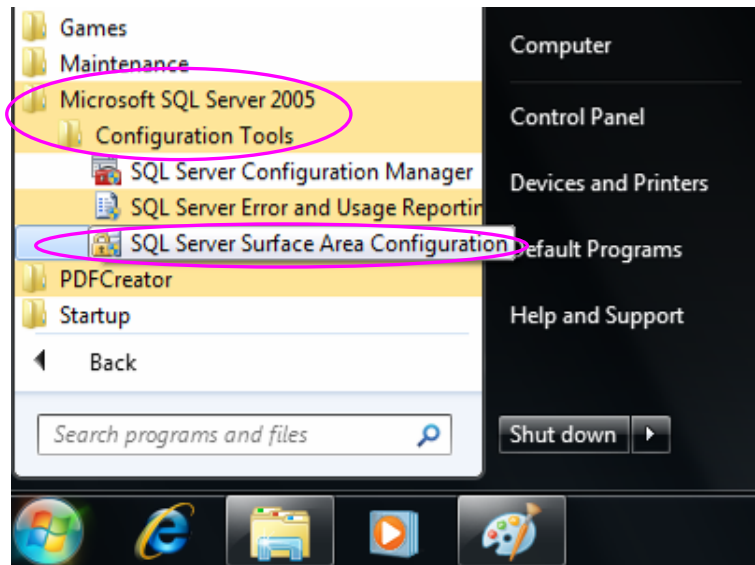 Games
Maintenance
Microsoft SQL Server 2005
Configuration Tools
SQL Server Configuration Manager
SQL Server Error and Usage Reportin
SQL Server Surface Area Configuration
PDFCreator
Startup
Back
Search programs and files
Computer
Control Panel
Devices and Printers
Default Programs
Help and Support
Shut down